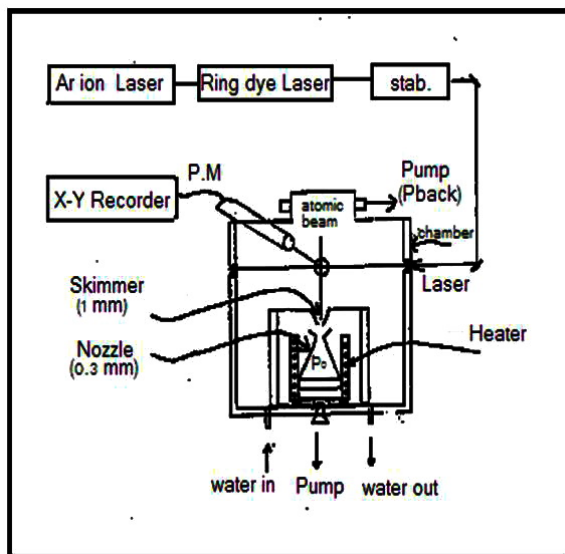 Ar ion Laser
Ring dye Laser
stab.
X-Y Recorder
P.M
atomic
beam
Pump
(Pback)
chamber
Laser
Skimmer
(1 mm)
Nozzle
(0.3 mm)
Po
Heater
water in
Pump
water out